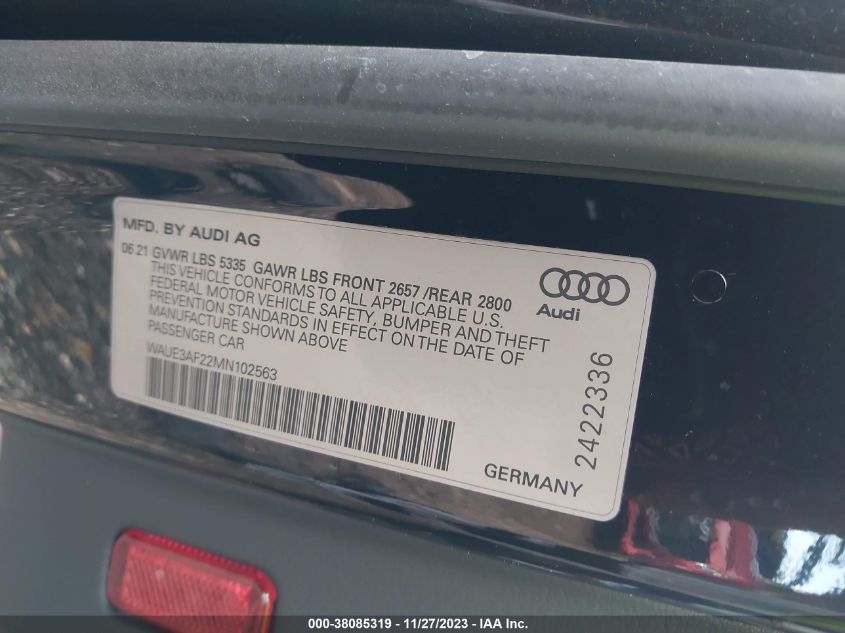 MFD. BY AUDI AG
06 21 GVWR LBS 5335 GAWR LBS FRONT 2657 /REAR 2800
THIS VEHICLE CONFORMS TO ALL APPLICABLE U.S.
FEDERAL MOTOR VEHICLE SAFETY, BUMPER AND THEFT
PREVENTION STANDARDS IN EFFECT ON THE DATE OF
MANUFACTURE SHOWN ABOVE
PASSENGER CAR
WAUE3AF22MN102563
Audi
2422336
GERMANY
000-38085319 - 11/27/2023 - IAA Inc.